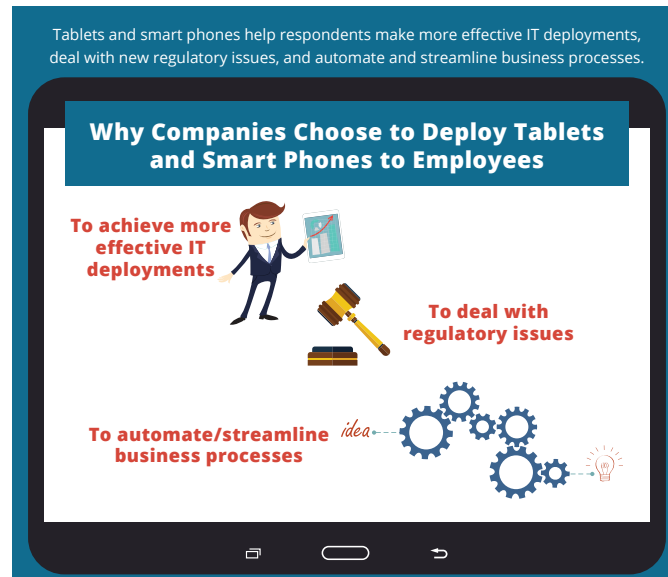 Tablets and smart phones help respondents make more effective IT deployments,
deal with new regulatory issues, and automate and streamline business processes.
Why Companies Choose to Deploy Tablets
and Smart Phones to Employees
To achieve more
effective IT
deployments
To deal with
regulatory issues
To automate/streamline
business processes
idea